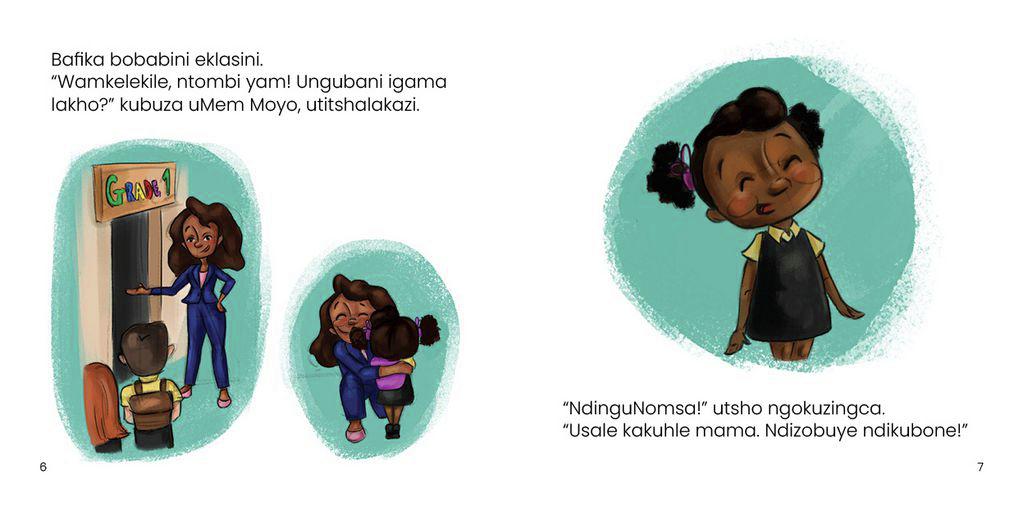 Bafika bobabini eklasini.
“Wamkelekile, ntombi yam! Ungubani igama
lakho?” kubuza uMem Moyo, utitshalakazi.
GRADE 1
6
“NdinguNomsa!” utsho ngokuzingca.
“Usale kakuhle mama. Ndizobuye ndikubone!”
7